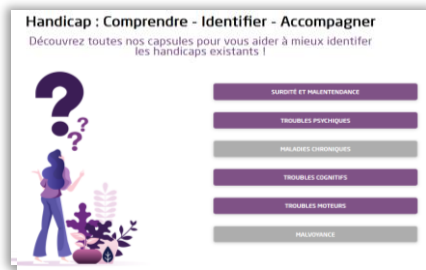 Handicap : Comprendre - Identifier - Accompagner
Découvrez toutes nos capsules pour vous aider à mieux identifer
les handicaps existants !
SURDITÉ ET MALENTENDANCE
TROUBLES PSYCHIQUES
MALADIES CHRONIQUES
TROUBLES COGNITIFS
TROUBLES MOTEURS
MALVOYANCE